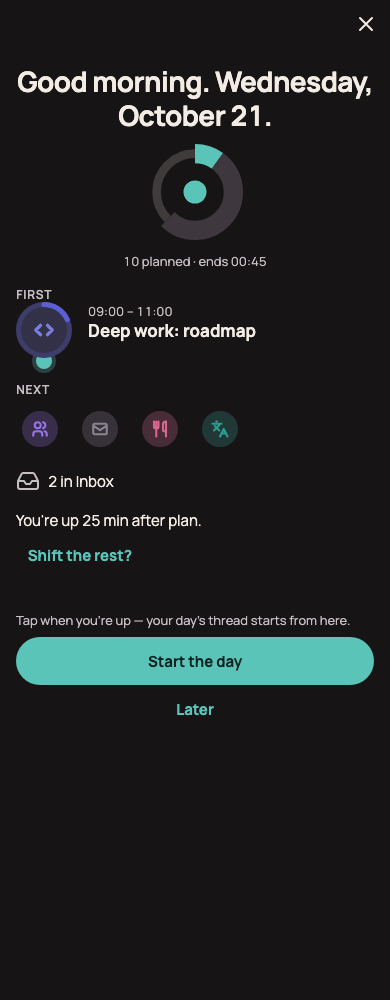 Good morning. Wednesday,
October 21.
10 planned · ends 00:45
FIRST
09:00 – 11:00
Deep work: roadmap
NEXT
2 in Inbox
You're up 25 min after plan.
Shift the rest?
Tap when you're up — your day's thread starts from here.
Start the day
Later